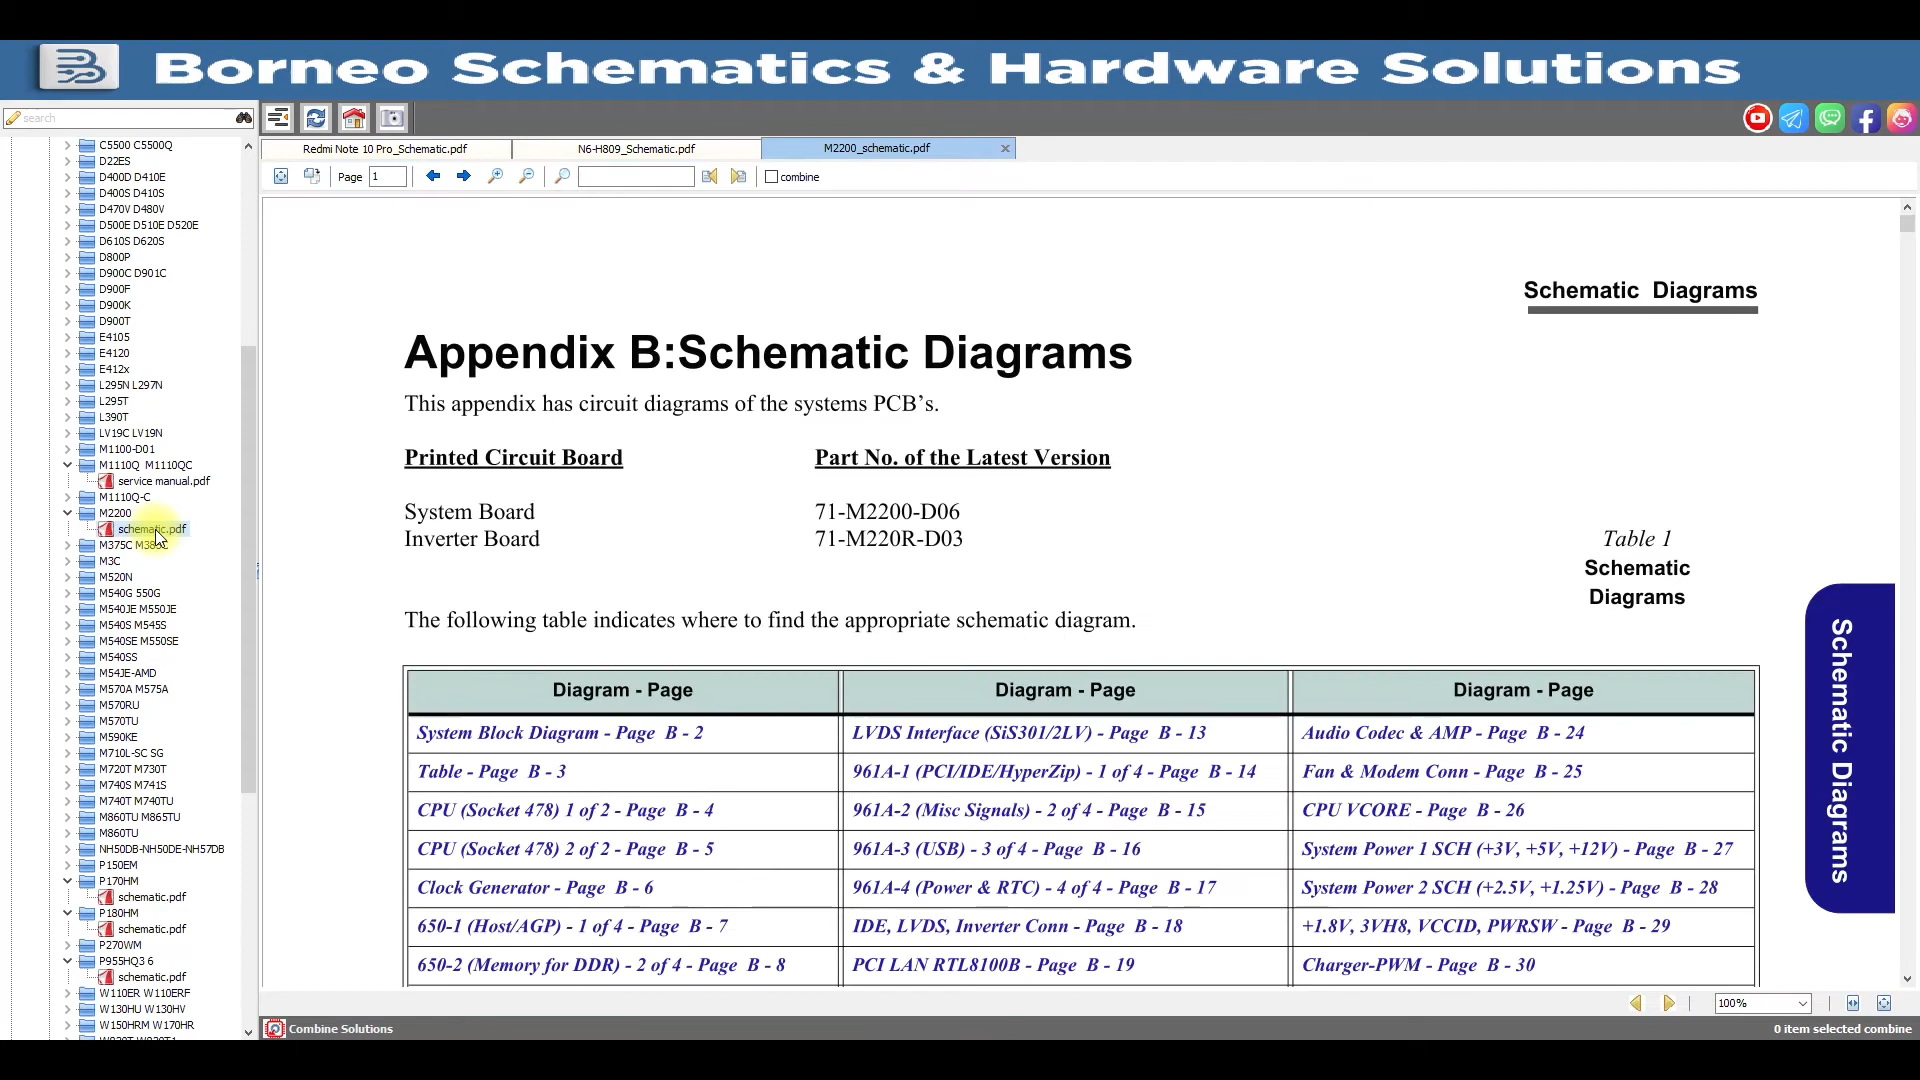 Borneo Schematics & Hardware Solutions
search
Redmi Note 10 Pro_Schematic.pdf
N6-H809_Schematic.pdf
M2200_schematic.pdf
Page 1
combine
C5500 C5500Q
D22ES
D400D D410E
D400S D410S
D470V D480V
D500E D510E D520E
D610S D620S
D800P
D900C D901C
D900F
D900K
D900T
E4105
E4120
E412x
L295N L297N
L295T
L390T
LV19C LV19N
M1100-D01
M1110Q M1110QC
service manual.pdf
M1110Q-C
M2200
schematic.pdf
M375C M385C
M3C
M520N
M540G 550G
M540JE M550JE
M540S M545S
M540SE M550SE
M540SS
M54JE-AMD
M570A M575A
M570RU
M570TU
M590KE
M710L-SC SG
M720T M730T
M740S M741S
M740T M740TU
M860TU M865TU
M860TU
NH50DB-NH50DE-NH57DB
P150EM
P170HM
schematic.pdf
P180HM
schematic.pdf
P270WM
P955HQ3 6
schematic.pdf
W110ER W110ERF
W130HU W130HV
W150HRM W170HR
Schematic Diagrams
Appendix B:Schematic Diagrams
This appendix has circuit diagrams of the systems PCB’s.
Printed Circuit Board Part No. of the Latest Version
System Board 71-M2200-D06
Inverter Board 71-M220R-D03
Table 1
Schematic
Diagrams
The following table indicates where to find the appropriate schematic diagram.
Diagram - Page Diagram - Page Diagram - Page
System Block Diagram - Page B - 2 LVDS Interface (SiS301/2LV) - Page B - 13 Audio Codec & AMP - Page B - 24
Table - Page B - 3 961A-1 (PCI/IDE/HyperZip) - 1 of 4 - Page B - 14 Fan & Modem Conn - Page B - 25
CPU (Socket 478) 1 of 2 - Page B - 4 961A-2 (Misc Signals) - 2 of 4 - Page B - 15 CPU VCORE - Page B - 26
CPU (Socket 478) 2 of 2 - Page B - 5 961A-3 (USB) - 3 of 4 - Page B - 16 System Power 1 SCH (+3V, +5V, +12V) - Page B - 27
Clock Generator - Page B - 6 961A-4 (Power & RTC) - 4 of 4 - Page B - 17 System Power 2 SCH (+2.5V, +1.25V) - Page B - 28
650-1 (Host/AGP) - 1 of 4 - Page B - 7 IDE, LVDS, Inverter Conn - Page B - 18 +1.8V, 3VH8, VCCID, PWRSW - Page B - 29
650-2 (Memory for DDR) - 2 of 4 - Page B - 8 PCI LAN RTL8100B - Page B - 19 Charger-PWM - Page B - 30
Schematic Diagrams
100%
Combine Solutions
0 item selected combine